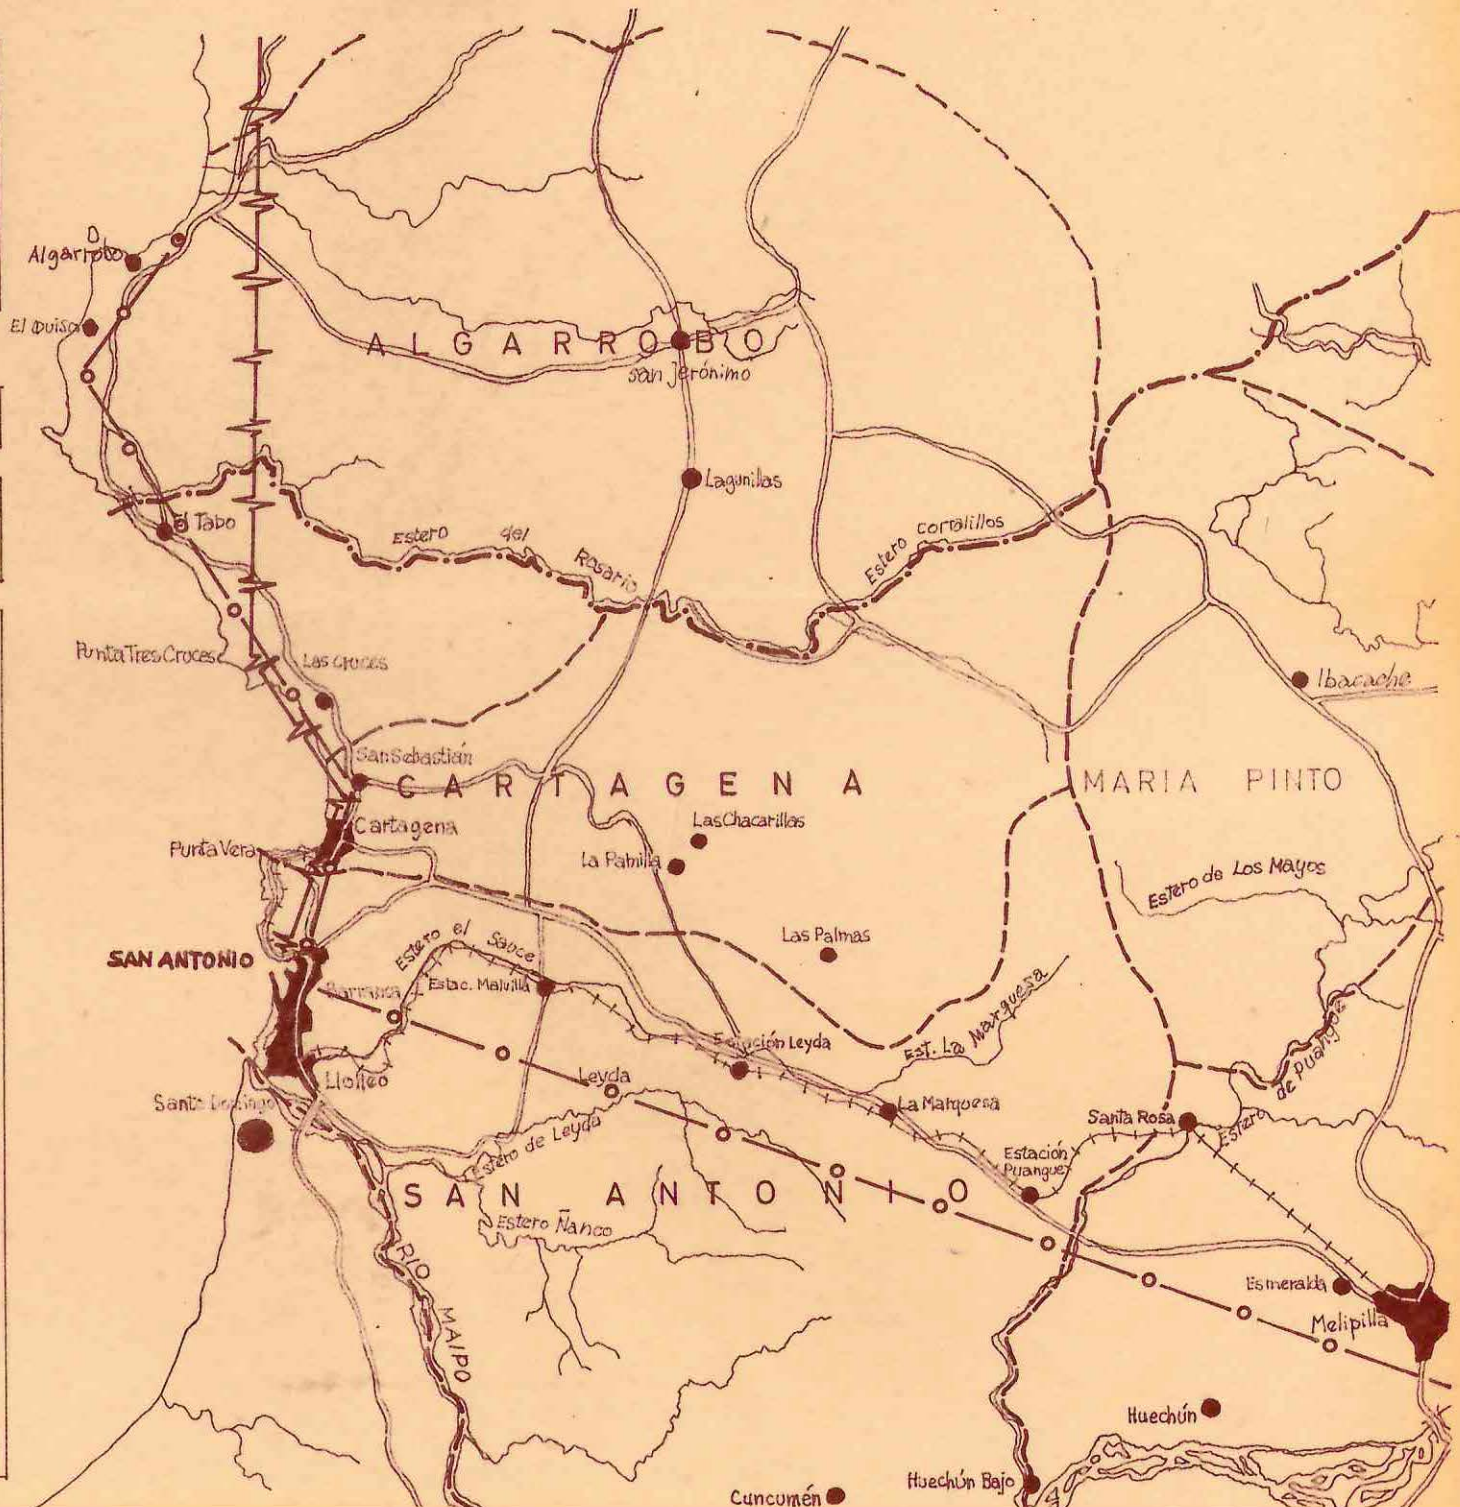 Algarrobo
El Quisco
ALGARROBO
San Jerónimo
Lagunillas
El Tabo
Estero del Rosario
Estero Corralillos
Punta Tres Cruces
Las Cruces
Ibacache
San Sebastián
CARTAGENA
MARIA PINTO
Cartagena
Las Chacarillas
Punta Vera
La Palmilla
Estero de Los Mayos
Las Palmas
Estero el Sauce
SAN ANTONIO
Barranca
Estac. Malvilla
Est. La Marquesa
Estación Leyda
Estero de Puangue
Llolleo
Leyda
La Marquesa
Santo Domingo
Santa Rosa
Estero de Leyda
Estación
Puangue
SAN ANTONIO
Estero Ñanco
RIO MAIPO
Esmeralda
Melipilla
Huechún
Huechún Bajo
Cuncumén